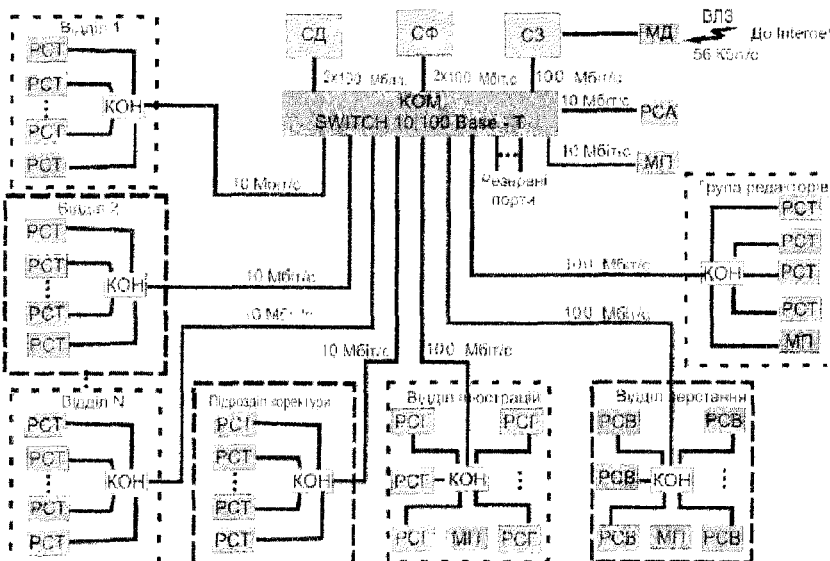 Відділ 1
РСТ
РСТ
РСТ
РСТ
КОН
10 Мбіт/с
СД
СФ
СЗ
МД
ВЛЗ
До Internet
56 Кбп/с
2х100 Мбіт/с
2х100 Мбіт/с
100 Мбіт/с
КОМ
SWITCH 10 100 Base - T
10 Мбіт/с
РСА
10 Мбіт/с
МП
Резервні
порти
Відділ 2
РСТ
РСТ
РСТ
РСТ
КОН
10 Мбіт/с
Група редакторів
РСТ
РСТ
РСТ
РСТ
МП
КОН
100 Мбіт/с
Відділ N
РСТ
РСТ
РСТ
РСТ
КОН
10 Мбіт/с
Підрозділ коректури
РСТ
РСТ
РСТ
РСТ
КОН
10 Мбіт/с
Відділ ілюстрацій
РСГ
РСГ
РСГ
КОН
РСГ
МП
РСГ
100 Мбіт/с
Відділ верстання
РСВ
РСВ
РСВ
КОН
РСВ
МП
РСВ
100 Мбіт/с